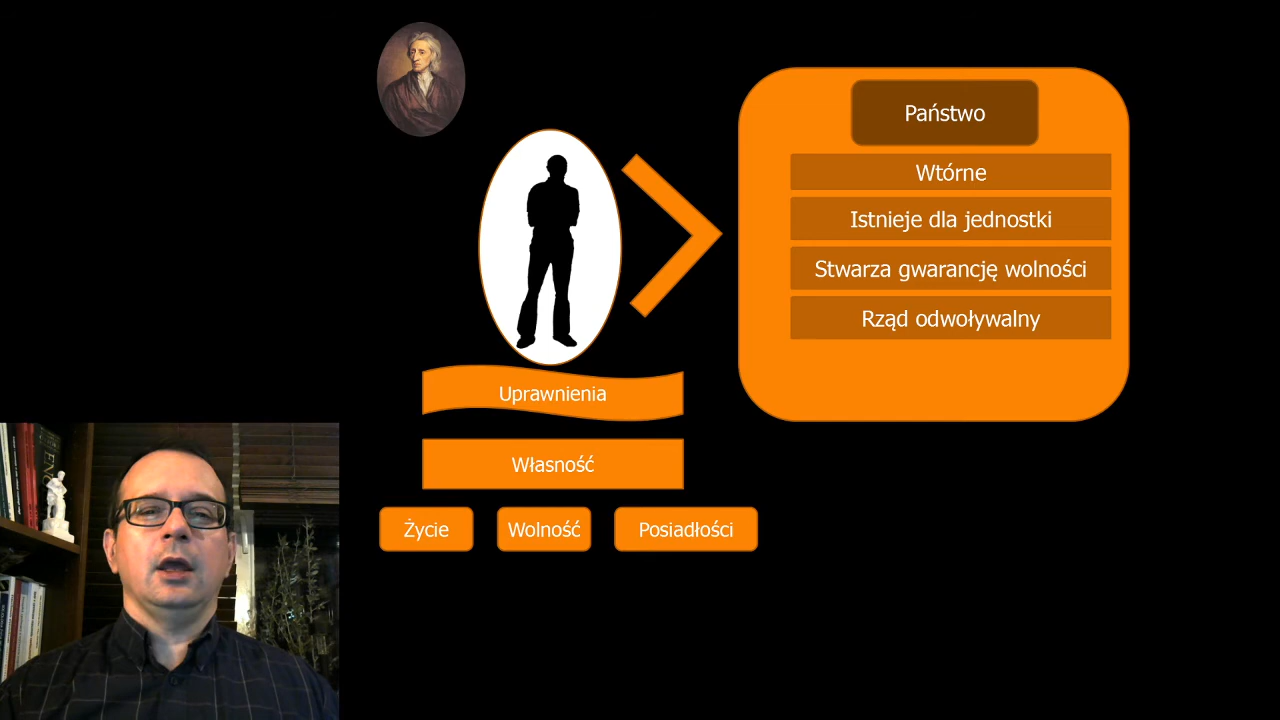 Państwo
Wtórne
Istnieje dla jednostki
Stwarza gwarancję wolności
Rząd odwoływalny
Uprawnienia
Własność
Życie
Wolność
Posiadłości